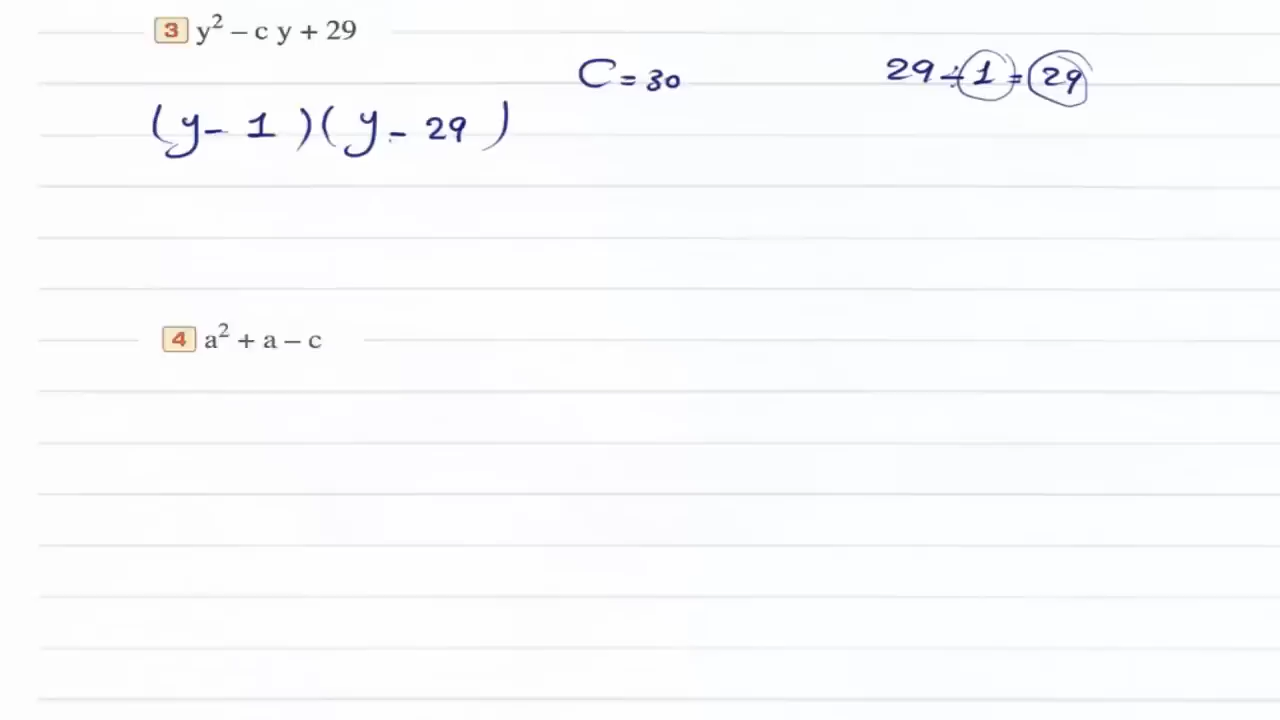 3 y² – c y + 29
C = 30
29 ÷ 1 = 29
(y - 1)(y - 29)
4 a² + a – c